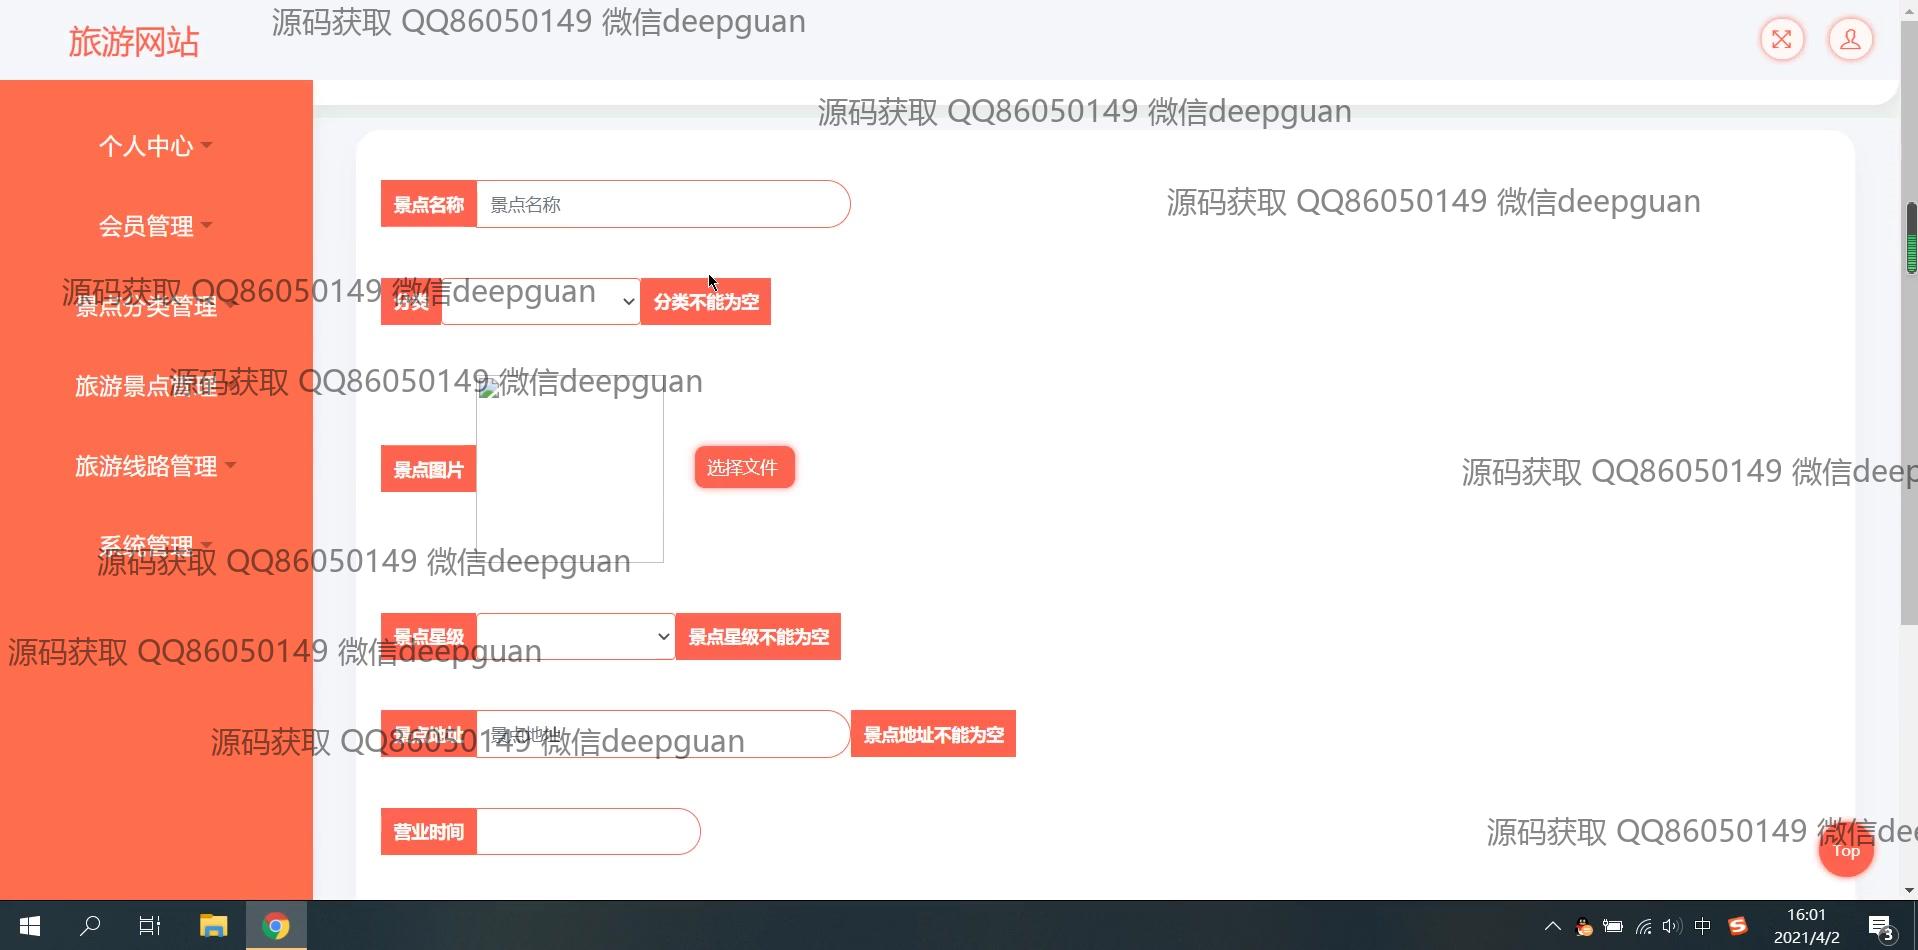 源码获取 QQ86050149 微信deepguan
旅游网站
源码获取 QQ86050149 微信deepguan
个人中心
景点名称 景点名称
源码获取 QQ86050149 微信deepguan
会员管理
源码获取 QQ86050149 微信deepguan
景点分类管理
分类 分类不能为空
源码获取 QQ86050149 微信deepguan
旅游景点管理
旅游线路管理
景点图片 选择文件
源码获取 QQ86050149 微信deep
系统管理
源码获取 QQ86050149 微信deepguan
景点星级 景点星级不能为空
源码获取 QQ86050149 微信deepguan
景点地址 景点地址 景点地址不能为空
源码获取 QQ86050149 微信deepguan
营业时间
源码获取 QQ86050149 微信de
Top
中
16:01
2021/4/2
3